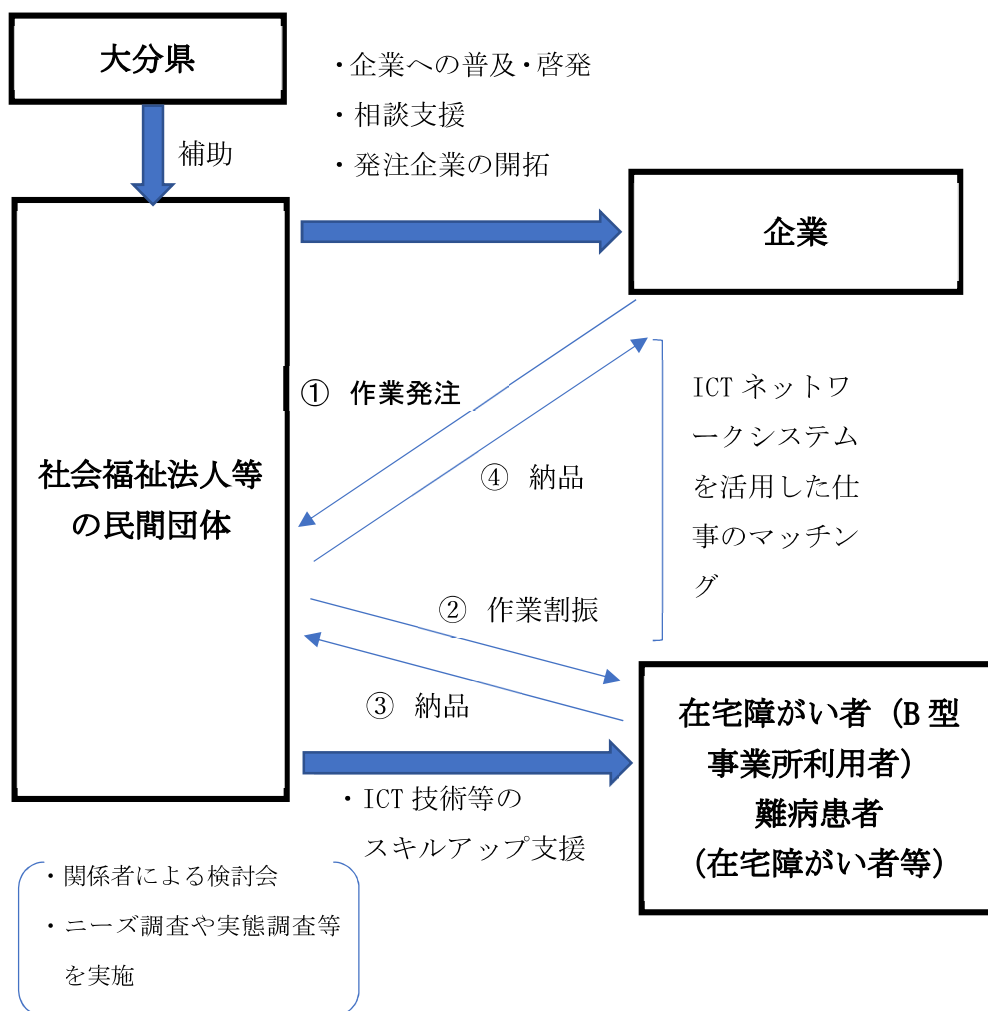 大分県
・企業への普及・啓発
・相談支援
・発注企業の開拓
補助
企業
① 作業発注
ICT ネットワ
ークシステム
を活用した仕
事のマッチン
グ
④ 納品
社会福祉法人等
の民間団体
② 作業割振
③ 納品
在宅障がい者（B 型
事業所利用者）
難病患者
（在宅障がい者等）
・ICT 技術等の
スキルアップ支援
・関係者による検討会
・ニーズ調査や実態調査等
を実施